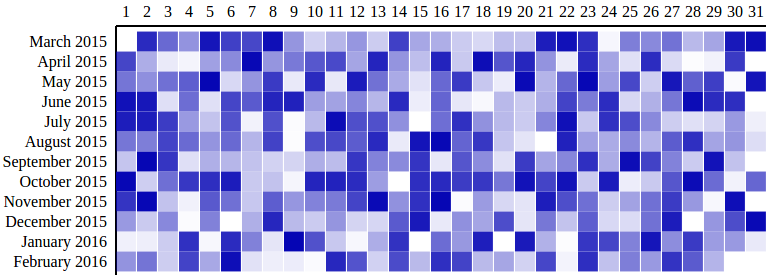 1 2 3 4 5 6 7 8 9 10 11 12 13 14 15 16 17 18 19 20 21 22 23 24 25 26 27 28 29 30 31
March 2015
April 2015
May 2015
June 2015
July 2015
August 2015
September 2015
October 2015
November 2015
December 2015
January 2016
February 2016